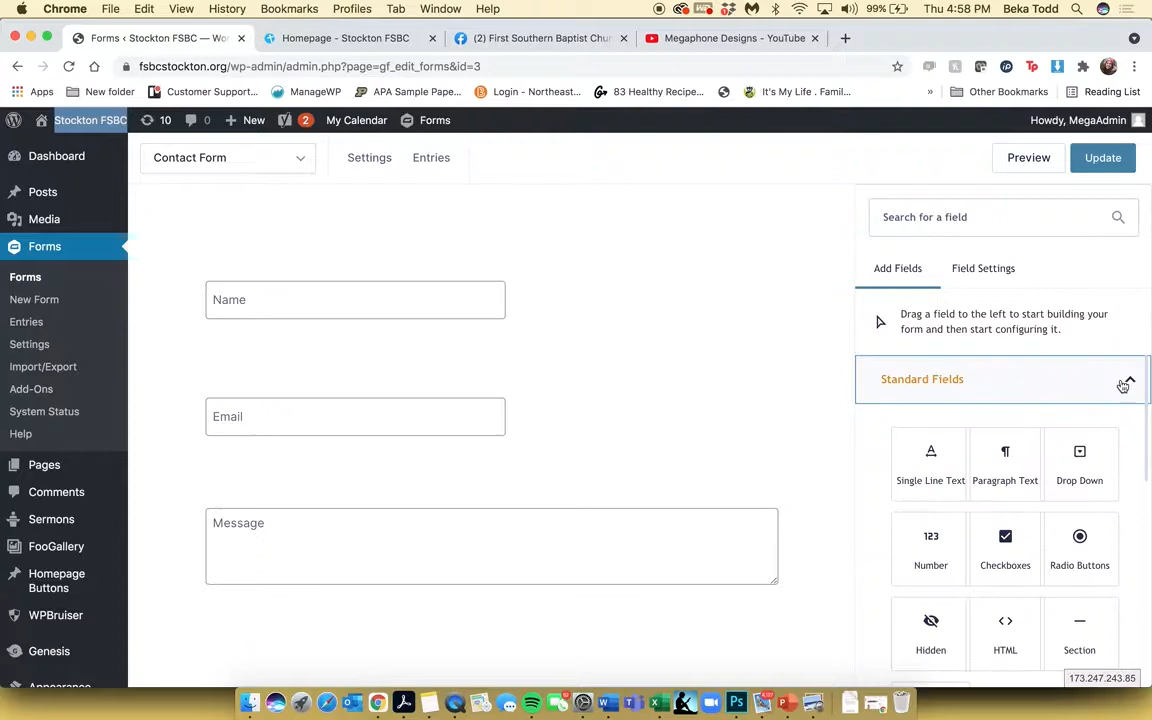 Chrome File Edit View History Bookmarks Profiles Tab Window Help 99% Thu 4:58 PM Beka Todd
Forms ‹ Stockton FSBC — Wor Homepage - Stockton FSBC (2) First Southern Baptist Chur Megaphone Designs - YouTube
fsbcstockton.org/wp-admin/admin.php?page=gf_edit_forms&id=3
Apps New folder Customer Support... ManageWP APA Sample Pape... Login - Northeast... 83 Healthy Recipe... It's My Life . Fami... » Other Bookmarks Reading List
Stockton FSBC 10 0 New 2 My Calendar Forms Howdy, MegaAdmin
Dashboard
Posts
Media
Forms
Forms
New Form
Entries
Settings
Import/Export
Add-Ons
System Status
Help
Pages
Comments
Sermons
FooGallery
Homepage
Buttons
WPBruiser
Genesis
Appearance
Contact Form Settings Entries Preview Update
Name
Email
Message
Search for a field
Add Fields Field Settings
Drag a field to the left to start building your
form and then start configuring it.
Standard Fields
Single Line Text Paragraph Text Drop Down
123
Number Checkboxes Radio Buttons
Hidden HTML Section
173.247.243.85